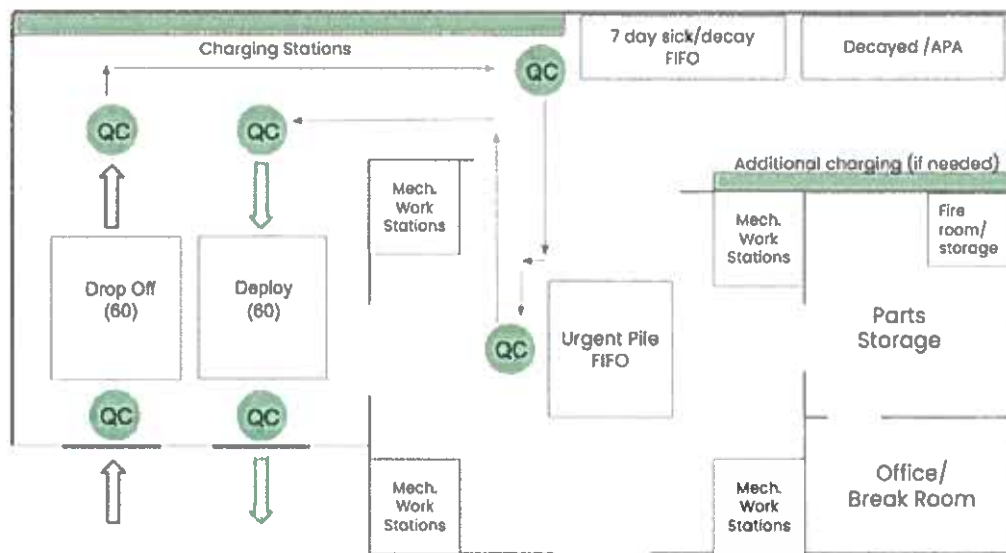 Charging Stations
7 day sick/decay
FIFO
Decayed /APA
QC
QC
QC
Additional charging (if needed)
Mech.
Work
Stations
Mech.
Work
Stations
Fire
room/
storage
Drop Off
(60)
Deploy
(60)
QC
Urgent Pile
FIFO
Parts
Storage
QC
QC
Mech.
Work
Stations
Mech.
Work
Stations
Office/
Break Room